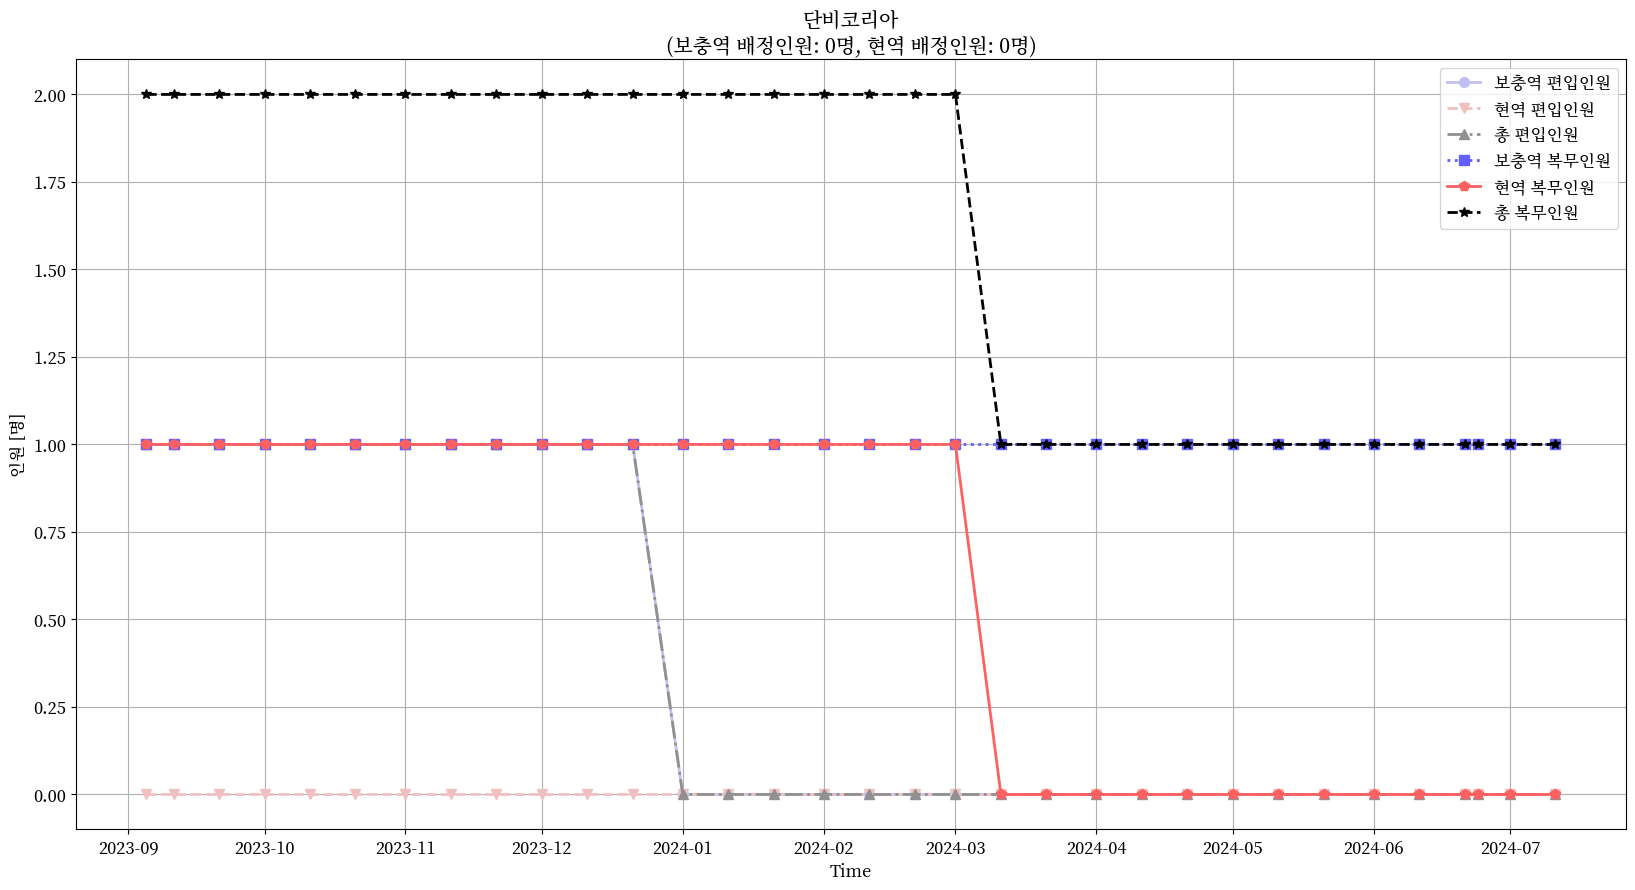 단비코리아
(보충역 배정인원: 0명, 현역 배정인원: 0명)
보충역 편입인원
현역 편입인원
총 편입인원
보충역 복무인원
현역 복무인원
총 복무인원
2.00
1.75
1.50
1.25
1.00
0.75
0.50
0.25
0.00
인원 [명]
2023-09 2023-10 2023-11 2023-12 2024-01 2024-02 2024-03 2024-04 2024-05 2024-06 2024-07
Time